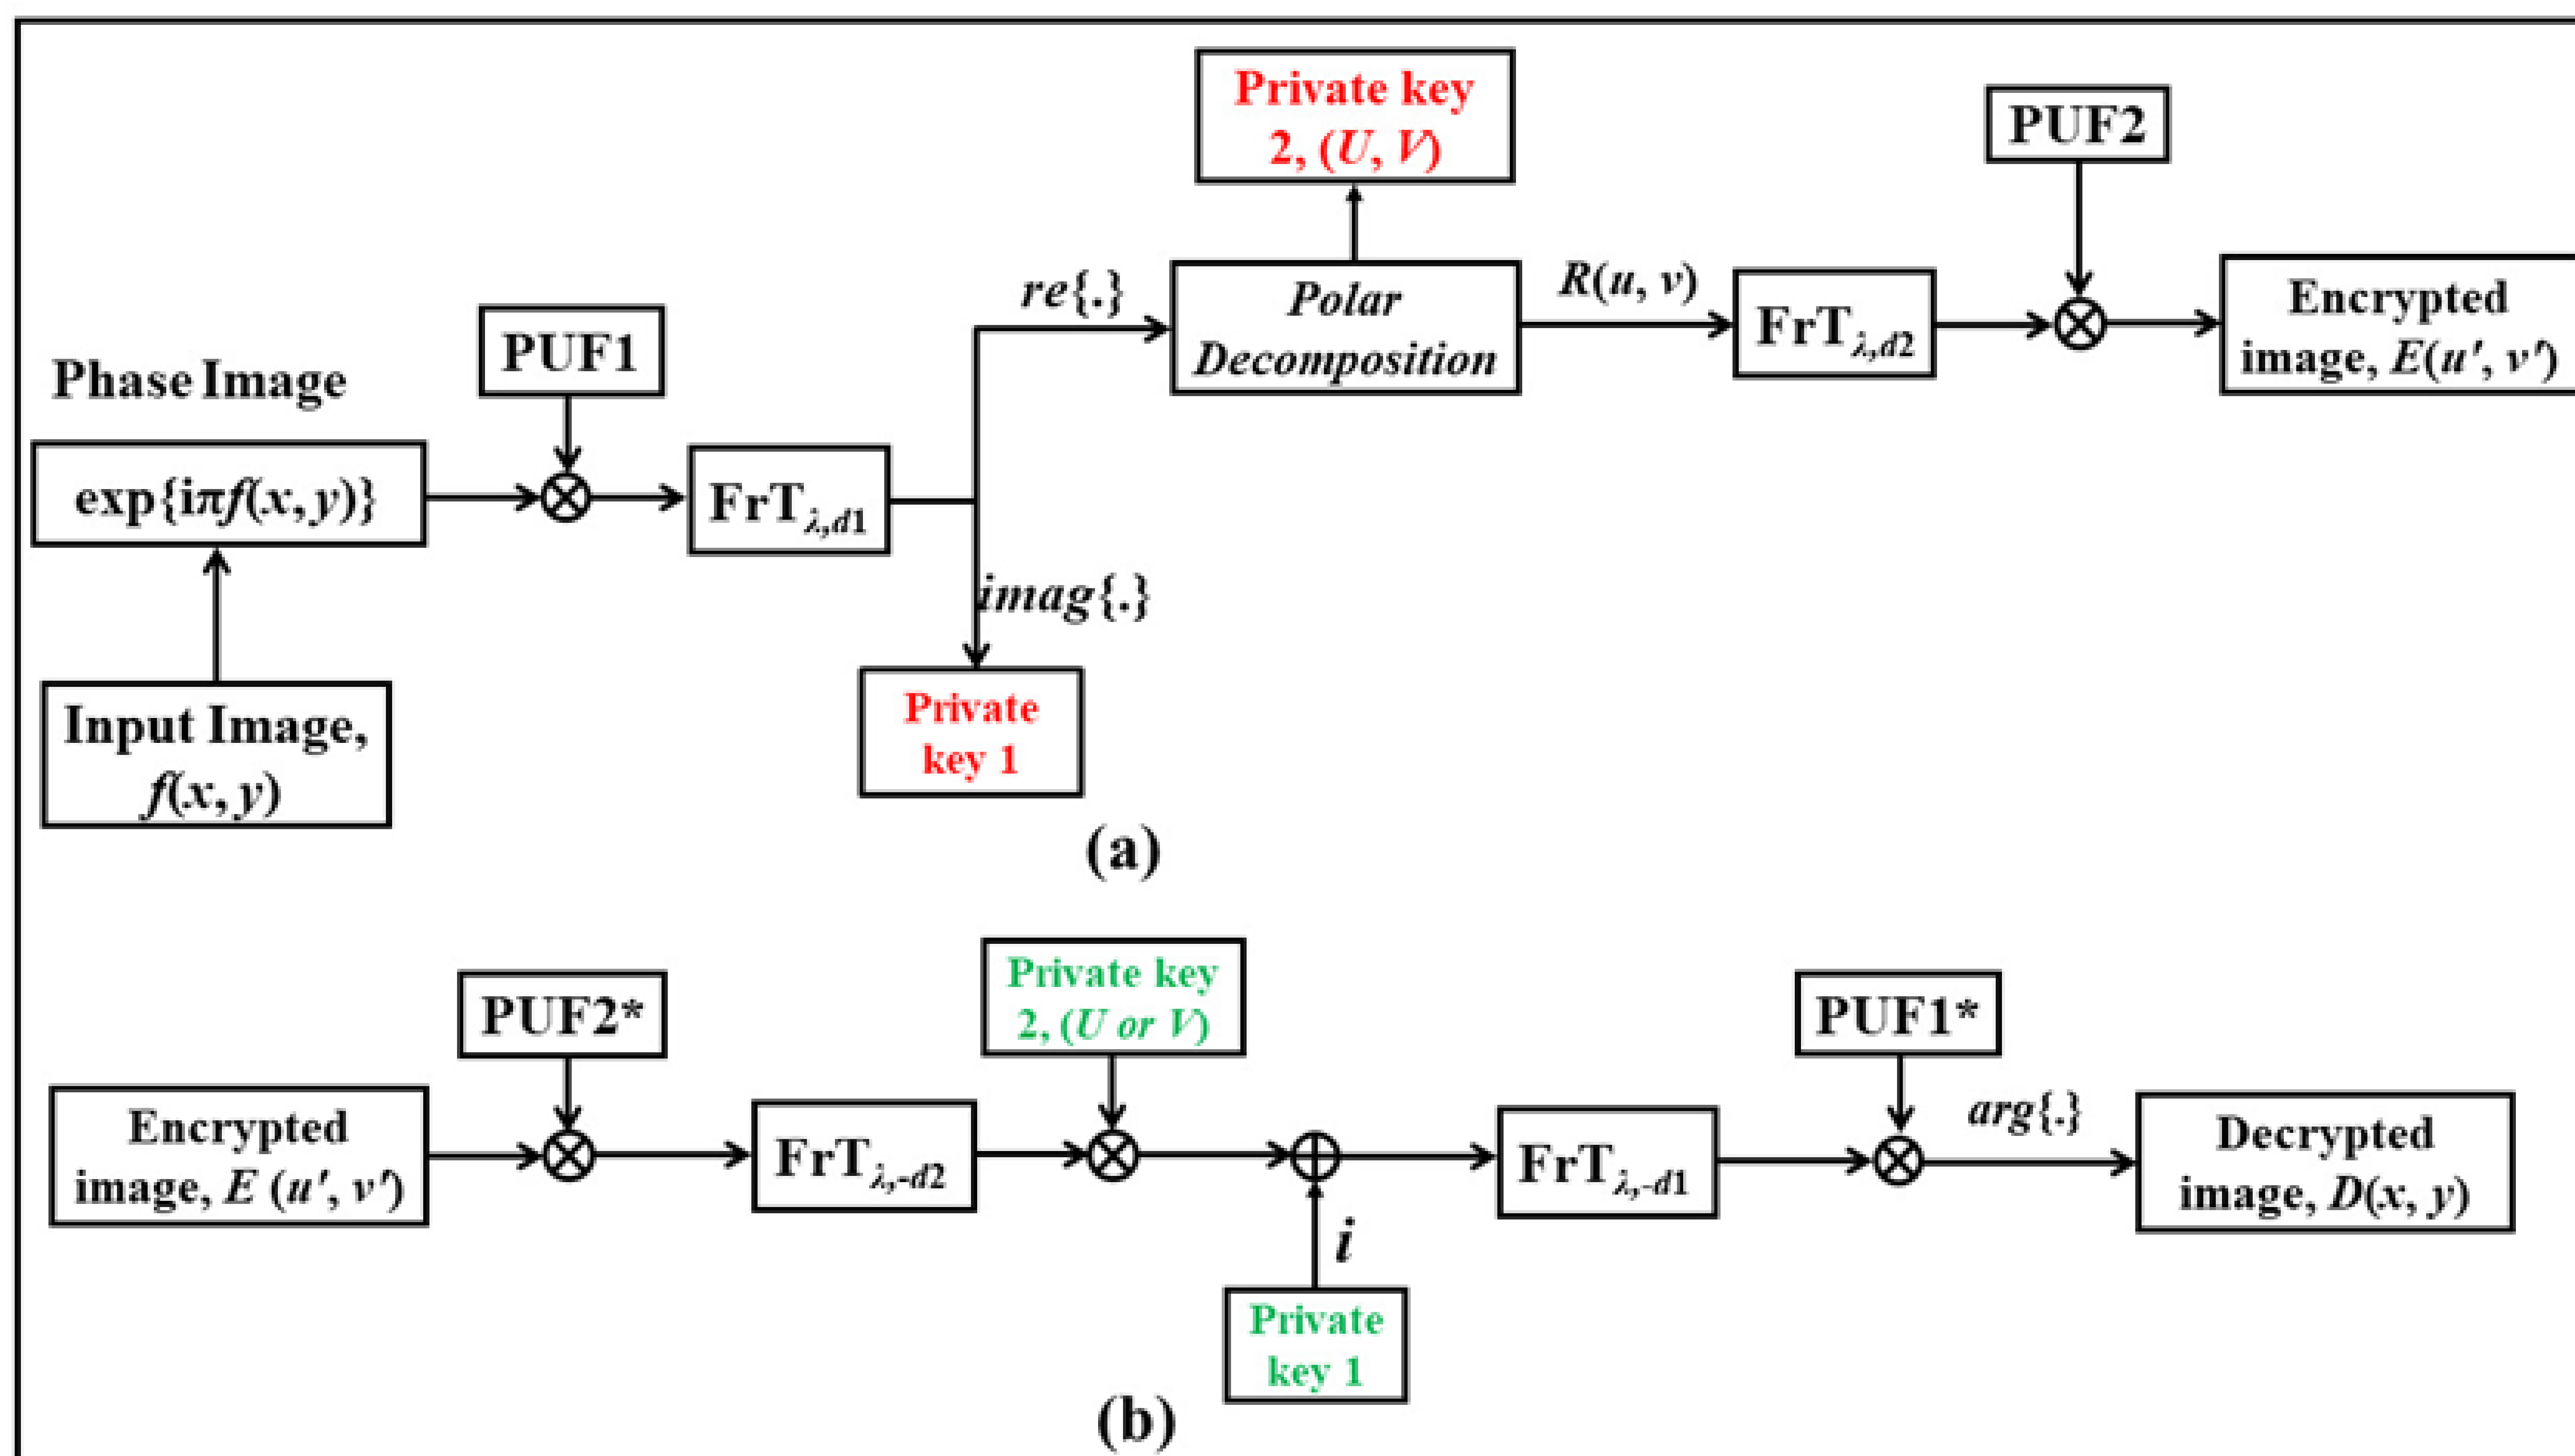 Private key
2, (U, V)
PUF2
re{.}
Polar
Decomposition
R(u, v)
FrTλ,d2
Encrypted
image, E(u′, v′)
PUF1
Phase Image
exp{iπf(x, y)}
FrTλ,d1
imag{.}
Input Image,
f(x, y)
Private
key 1
(a)
Private key
2, (U or V)
PUF2*
PUF1*
Encrypted
image, E (u′, v′)
FrTλ,-d2
FrTλ,-d1
arg{.}
Decrypted
image, D(x, y)
i
Private
key 1
(b)